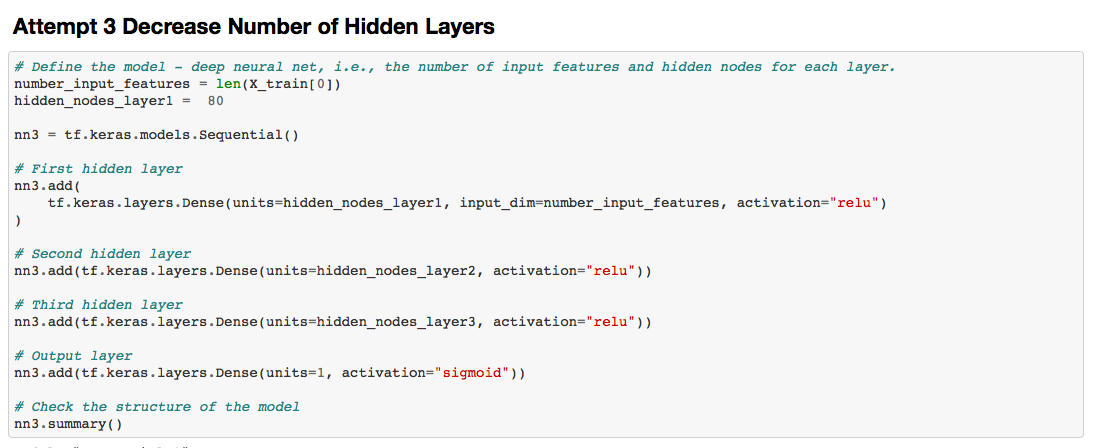 Attempt 3 Decrease Number of Hidden Layers
# Define the model - deep neural net, i.e., the number of input features and hidden nodes for each layer.
number_input_features = len(X_train[0])
hidden_nodes_layer1 =  80
nn3 = tf.keras.models.Sequential()
# First hidden layer
nn3.add(
    tf.keras.layers.Dense(units=hidden_nodes_layer1, input_dim=number_input_features, activation="relu")
)
# Second hidden layer
nn3.add(tf.keras.layers.Dense(units=hidden_nodes_layer2, activation="relu"))
# Third hidden layer
nn3.add(tf.keras.layers.Dense(units=hidden_nodes_layer3, activation="relu"))
# Output layer
nn3.add(tf.keras.layers.Dense(units=1, activation="sigmoid"))
# Check the structure of the model
nn3.summary()